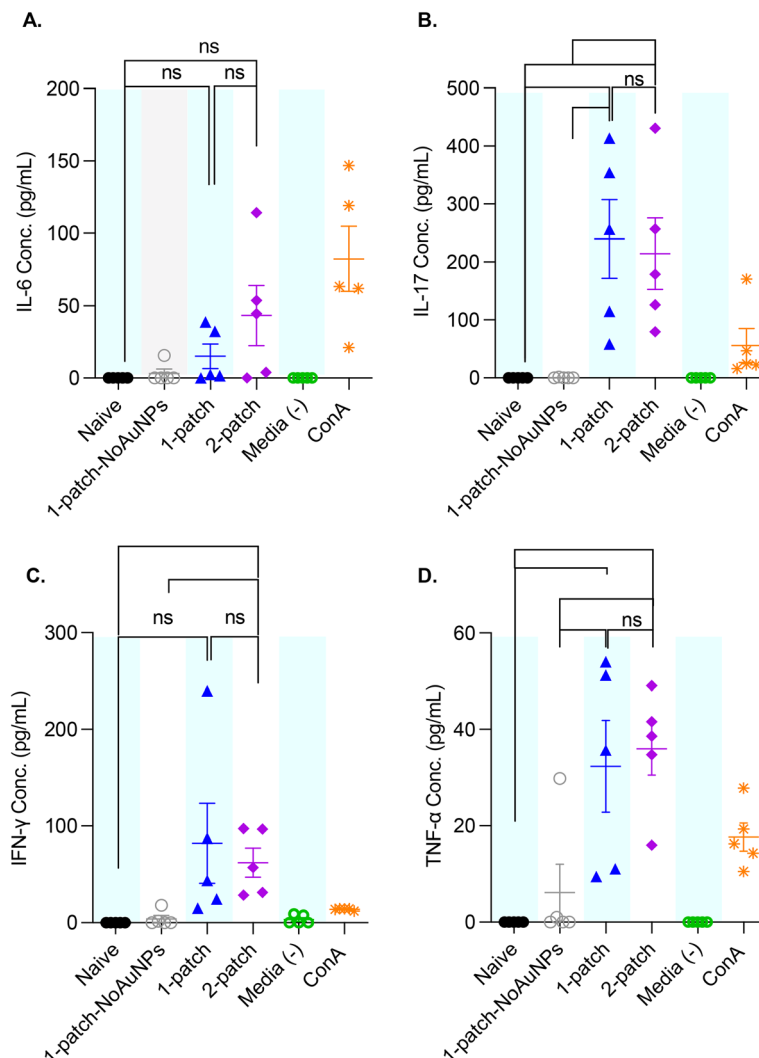 A.
ns
ns
ns
200
150
100
50
0
IL-6 Conc. (pg/mL)
Naive
1-patch-NoAuNPs
1-patch
2-patch
Media (-)
ConA
B.
ns
500
400
300
200
100
0
IL-17 Conc. (pg/mL)
Naive
1-patch-NoAuNPs
1-patch
2-patch
Media (-)
ConA
C.
ns
ns
300
200
100
0
IFN-γ Conc. (pg/mL)
Naive
1-patch-NoAuNPs
1-patch
2-patch
Media (-)
ConA
D.
ns
60
40
20
0
TNF-α Conc. (pg/mL)
Naive
1-patch-NoAuNPs
1-patch
2-patch
Media (-)
ConA